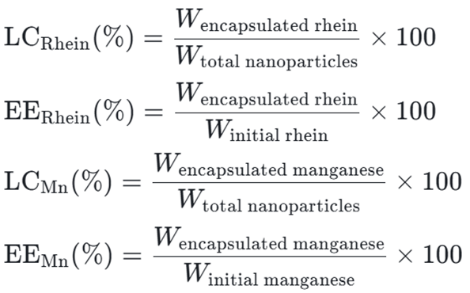 LC_Rhein(%) = W_encapsulated rhein / W_total nanoparticles × 100
EE_Rhein(%) = W_encapsulated rhein / W_initial rhein × 100
LC_Mn(%) = W_encapsulated manganese / W_total nanoparticles × 100
EE_Mn(%) = W_encapsulated manganese / W_initial manganese × 100